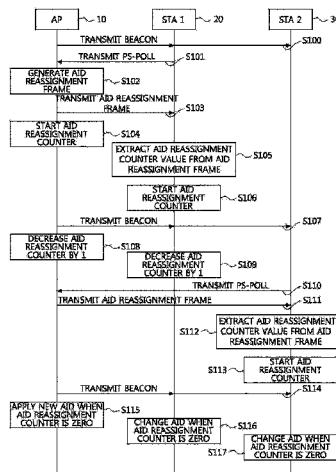 AP 10 STA 1 20 STA 2
TRANSMIT BEACON S100
TRANSMIT PS-POLL S101
GENERATE AID
REASSIGNMENT
FRAME
S102
TRANSMIT AID REASSIGNMENT
FRAME
S103
START AID
REASSIGNMENT
COUNTER
S104
EXTRACT AID REASSIGNMENT
COUNTER VALUE FROM AID
REASSIGNMENT FRAME
S105
START AID
REASSIGNMENT
COUNTER
S106
TRANSMIT BEACON S107
DECREASE AID
REASSIGNMENT
COUNTER BY 1
S108
DECREASE AID
REASSIGNMENT
COUNTER BY 1
S109
TRANSMIT PS-POLL S110
TRANSMIT AID REASSIGNMENT FRAME S111
S112
EXTRACT AID REASSIGNMENT
COUNTER VALUE FROM AID
REASSIGNMENT FRAME
S113
START AID
REASSIGNMENT
COUNTER
TRANSMIT BEACON S114
APPLY NEW AID WHEN
AID REASSIGNMENT
COUNTER IS ZERO
S115
CHANGE AID WHEN
AID REASSIGNMENT
COUNTER IS ZERO
S116
S117
CHANGE AID WHEN
AID REASSIGNMENT
COUNTER IS ZERO